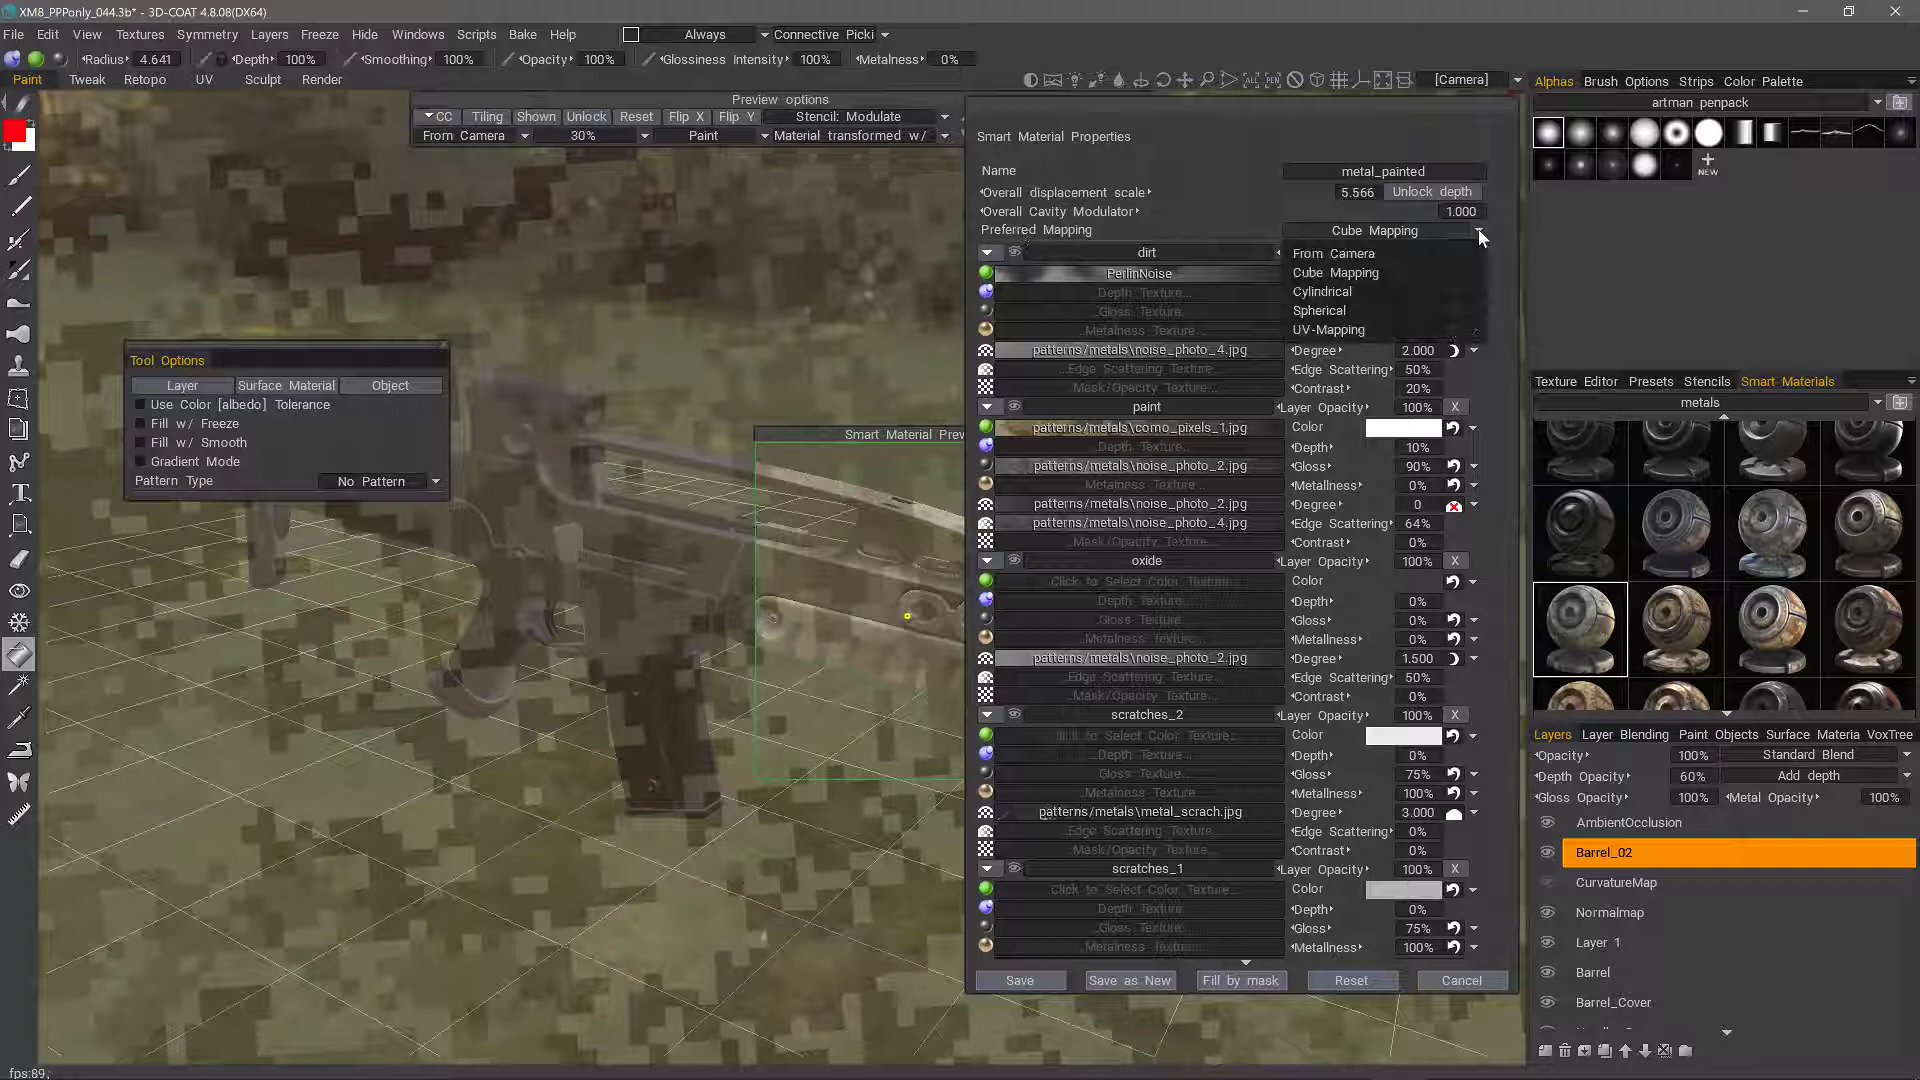 XM8_PPPonly_044.3b* - 3D-COAT 4.8.08(DX64)
File Edit View Textures Symmetry Layers Freeze Hide Windows Scripts Bake Help Always Connective Picki
Radius 4.641 Depth 100% Smoothing 100% Opacity 100% Glossiness Intensity 100% Metalness 0%
Paint Tweak Retopo UV Sculpt Render [Camera]
Preview options
CC Tiling Shown Unlock Reset Flip X Flip Y Stencil: Modulate
From Camera 30% Paint Material transformed w/
Tool Options
Layer Surface Material Object
Use Color [albedo] Tolerance
Fill w/ Freeze
Fill w/ Smooth
Gradient Mode
Pattern Type No Pattern
Smart Material Prev
Smart Material Properties
Name metal_painted
Overall displacement scale 5.566 Unlock depth
Overall Cavity Modulator 1.000
Preferred Mapping Cube Mapping
From Camera
Cube Mapping
Cylindrical
Spherical
UV-Mapping
dirt
PerlinNoise
Depth Texture...
Gloss Texture
Metalness Texture...
patterns/metals\noise_photo_4.jpg Degree 2.000
Edge Scattering Texture Edge Scattering 50%
Mask/Opacity Texture Contrast 20%
paint Layer Opacity 100% X
patterns/metals\como_pixels_1.jpg Color
Depth Texture Depth 10%
patterns/metals\noise_photo_2.jpg Gloss 90%
Metalness Texture Metallness 0%
patterns/metals\noise_photo_2.jpg Degree 0
patterns/metals\noise_photo_4.jpg Edge Scattering 64%
Mask/Opacity Texture Contrast 0%
oxide Layer Opacity 100% X
Click to Select Color Texture Color
Depth Texture Depth 0%
Gloss Texture Gloss 0%
Metalness Texture Metallness 0%
patterns/metals\noise_photo_2.jpg Degree 1.500
Edge Scattering Texture Edge Scattering 50%
Mask/Opacity Texture Contrast 0%
scratches_2 Layer Opacity 100% X
to Select Color Texture Color
Depth Texture Depth 0%
Gloss Texture Gloss 75%
Metalness Texture Metallness 100%
patterns/metals\metal_scrach.jpg Degree 3.000
Edge Scattering Texture Edge Scattering 0%
Mask/Opacity Texture Contrast 0%
scratches_1 Layer Opacity 100% X
Click to Select Color Texture Color
Depth Texture Depth 0%
Gloss Texture Gloss 75%
Metalness Texture Metallness 100%
Save Save as New Fill by mask Reset Cancel
Alphas Brush Options Strips Color Palette
artman penpack
NEW
Texture Editor Presets Stencils Smart Materials
metals
Layers Layer Blending Paint Objects Surface Materia VoxTree
Opacity 100% Standard Blend
Depth Opacity 60% Add depth
Gloss Opacity 100% Metal Opacity 100%
AmbientOcclusion
Barrel_02
CurvatureMap
Normalmap
Layer 1
Barrel
Barrel_Cover
fps:89,